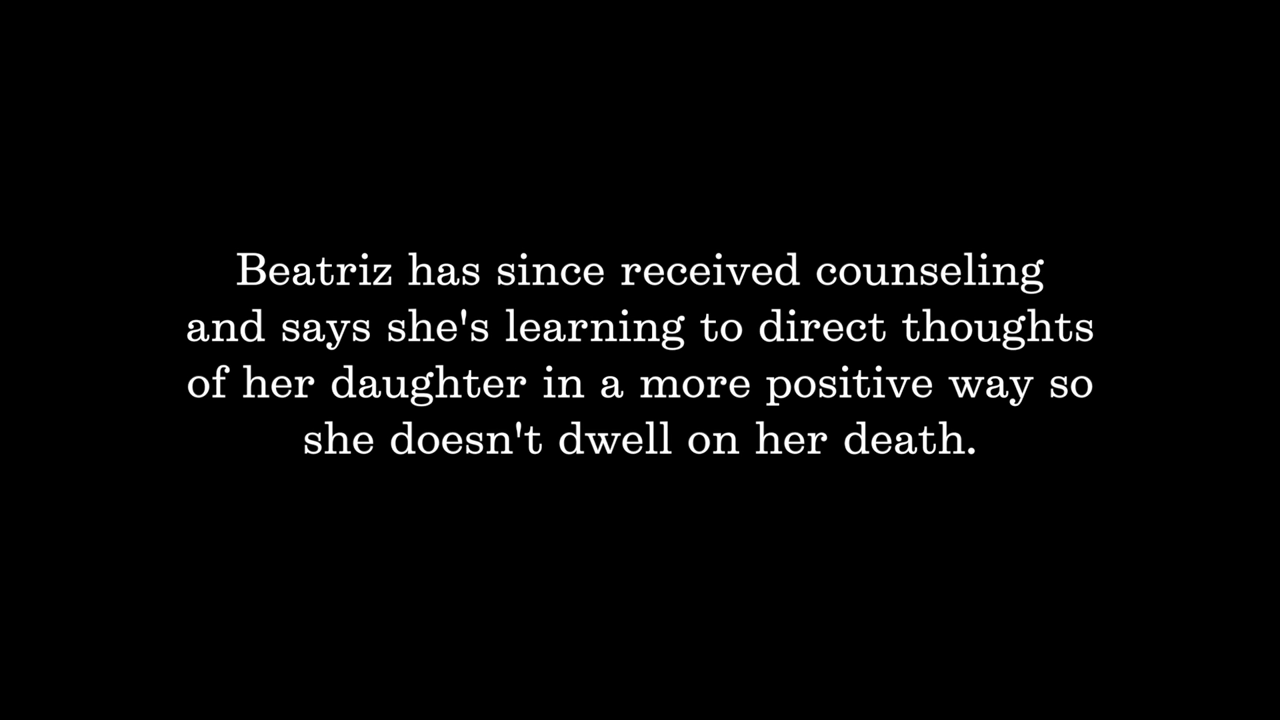 Beatriz has since received counseling
and says she's learning to direct thoughts
of her daughter in a more positive way so
she doesn't dwell on her death.